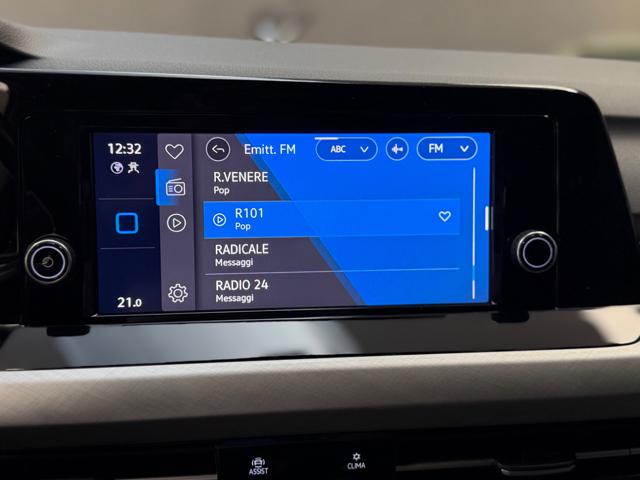 12:32
Emitt. FM
ABC
FM
R.VENERE
Pop
R101
Pop
RADICALE
Messaggi
RADIO 24
Messaggi
21.0
ASSIST
CLIMA